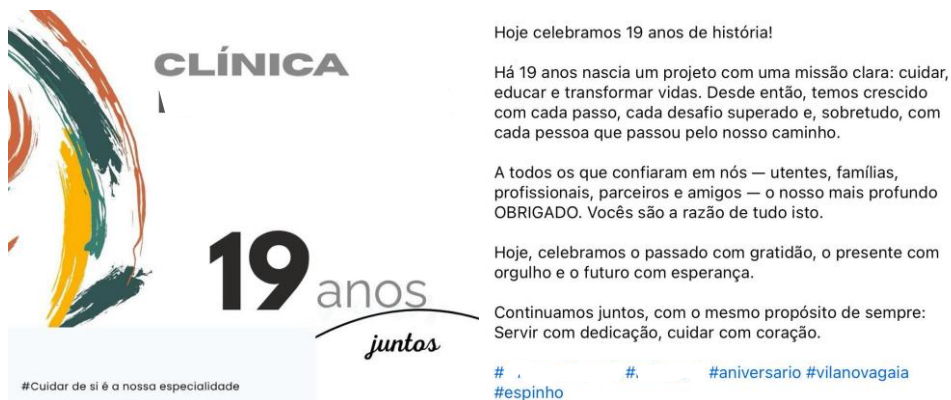 CLÍNICA
19 anos
juntos
#Cuidar de si é a nossa especialidade
Hoje celebramos 19 anos de história!
Há 19 anos nascia um projeto com uma missão clara: cuidar,
educar e transformar vidas. Desde então, temos crescido
com cada passo, cada desafio superado e, sobretudo, com
cada pessoa que passou pelo nosso caminho.
A todos os que confiaram em nós — utentes, famílias,
profissionais, parceiros e amigos — o nosso mais profundo
OBRIGADO. Vocês são a razão de tudo isto.
Hoje, celebramos o passado com gratidão, o presente com
orgulho e o futuro com esperança.
Continuamos juntos, com o mesmo propósito de sempre:
Servir com dedicação, cuidar com coração.
# #. #aniversario #vilanovagaia
#espinho